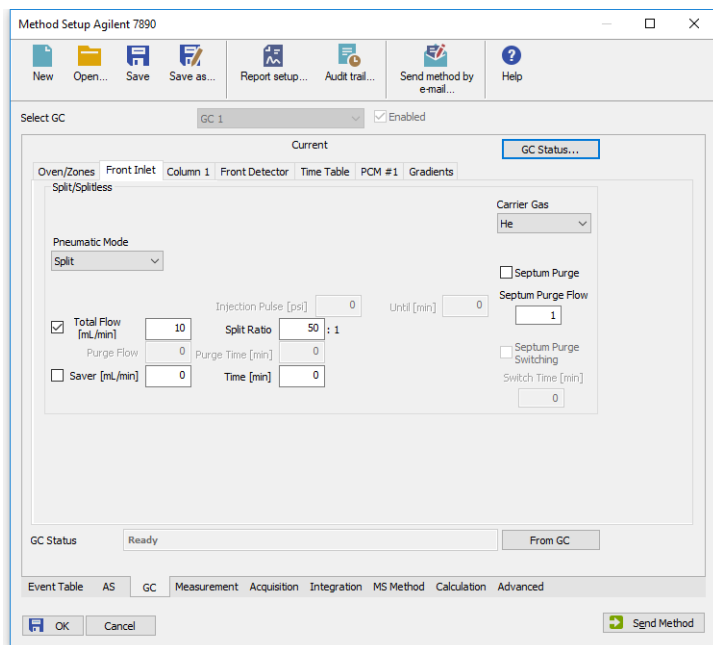 Method Setup Agilent 7890
New Open... Save Save as... Report setup... Audit trail... Send method by e-mail... Help
Select GC GC 1 Enabled
Current GC Status...
Oven/Zones Front Inlet Column 1 Front Detector Time Table PCM #1 Gradients
Split/Splitless
Carrier Gas
He
Pneumatic Mode
Split
Septum Purge
Septum Purge Flow
1
Injection Pulse [psi] 0 Until [min] 0
Total Flow [mL/min] 10 Split Ratio 50 : 1
Purge Flow 0 Purge Time [min] 0
Septum Purge Switching
Saver [mL/min] 0 Time [min] 0
Switch Time [min]
0
GC Status Ready From GC
Event Table AS GC Measurement Acquisition Integration MS Method Calculation Advanced
OK Cancel Send Method